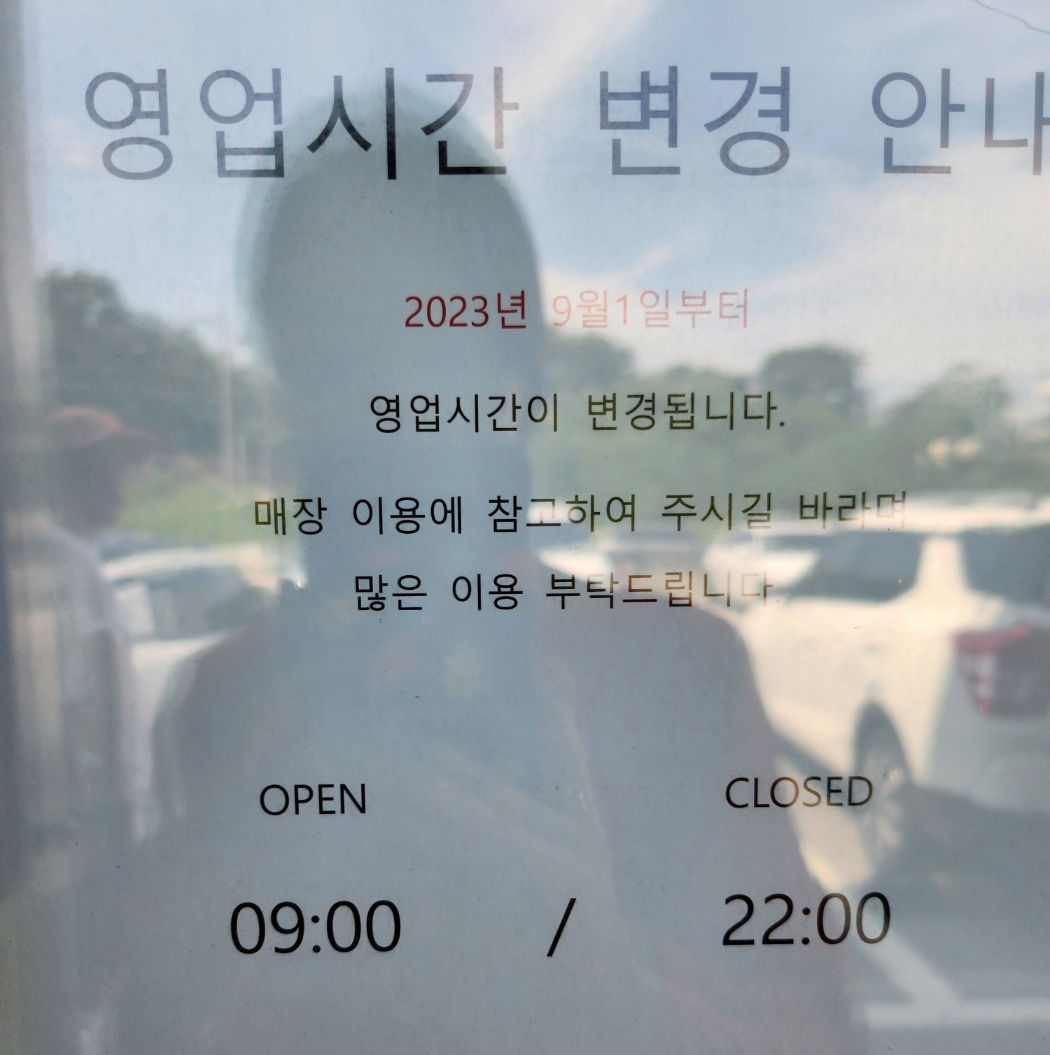 영업시간 변경 안내
2023년 9월1일부터
영업시간이 변경됩니다.
매장 이용에 참고하여 주시길 바라며
많은 이용 부탁드립니다.
OPEN CLOSED
09:00 / 22:00